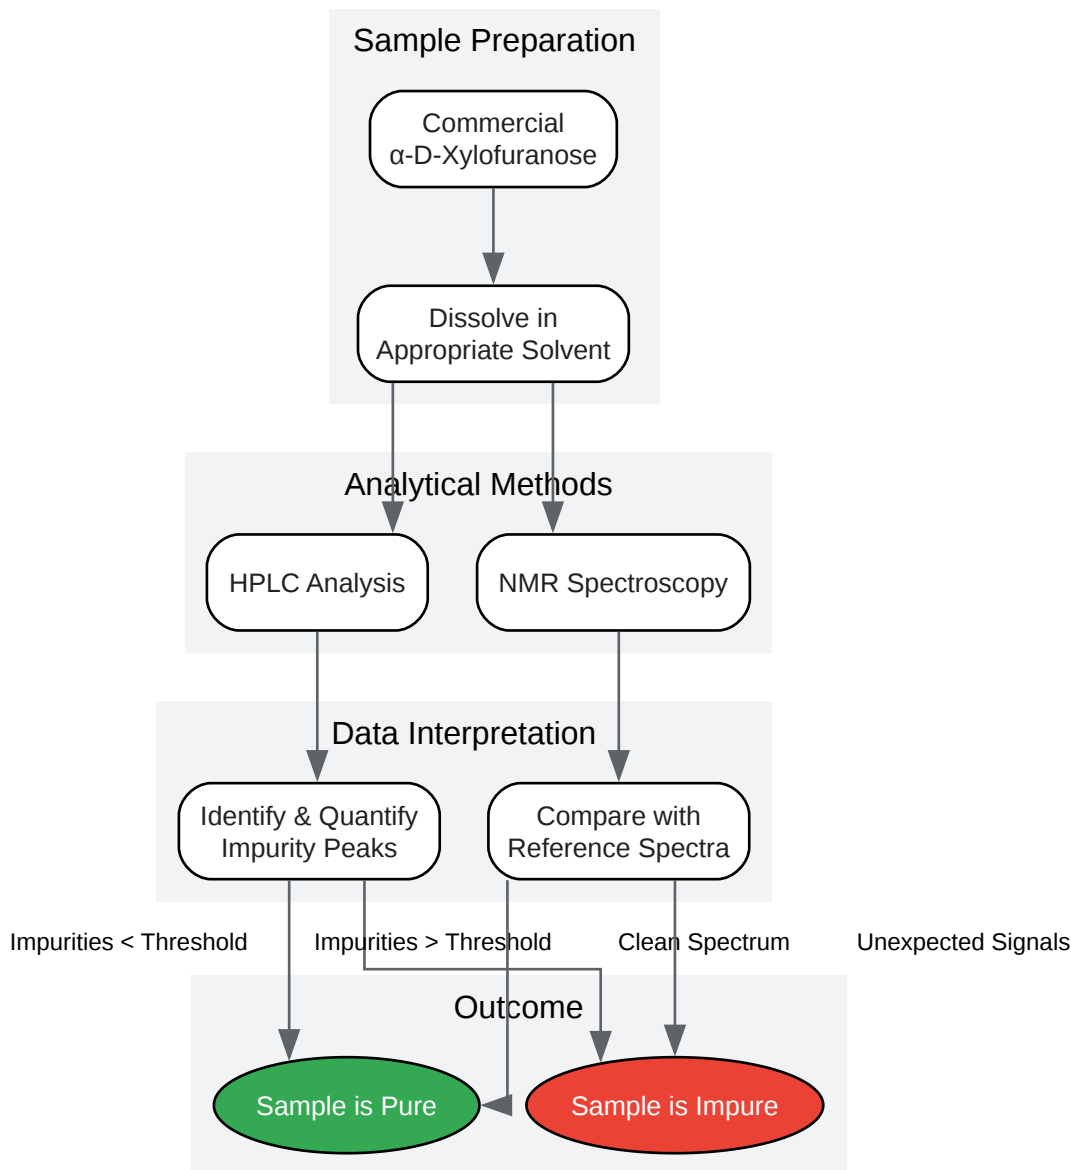 Sample Preparation
Commercial
α-D-Xylofuranose
Dissolve in
Appropriate Solvent
Analytical Methods
HPLC Analysis
NMR Spectroscopy
Data Interpretation
Identify & Quantify
Impurity Peaks
Compare with
Reference Spectra
Impurities < Threshold
Impurities > Threshold
Clean Spectrum
Unexpected Signals
Outcome
Sample is Pure
Sample is Impure